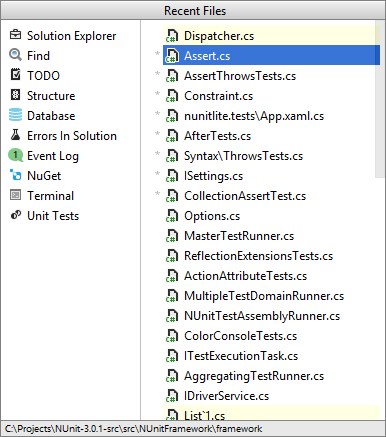 Recent Files
Solution Explorer
Find
TODO
Structure
Database
Errors In Solution
1 Event Log
NuGet
Terminal
Unit Tests
C# Dispatcher.cs
* C# Assert.cs
* C# AssertThrowsTests.cs
* C# Constraint.cs
* C# nunitlite.tests\App.xaml.cs
* C# AfterTests.cs
* C# Syntax\ThrowsTests.cs
* C# ISettings.cs
* C# CollectionAssertTest.cs
* C# Options.cs
C# MasterTestRunner.cs
C# ReflectionExtensionsTests.cs
C# ActionAttributeTests.cs
C# MultipleTestDomainRunner.cs
C# NUnitTestAssemblyRunner.cs
C# ColorConsoleTests.cs
C# ITestExecutionTask.cs
C# AggregatingTestRunner.cs
C# IDriverService.cs
C# List`1.cs
C:\Projects\NUnit-3.0.1-src\src\NUnitFramework\framework